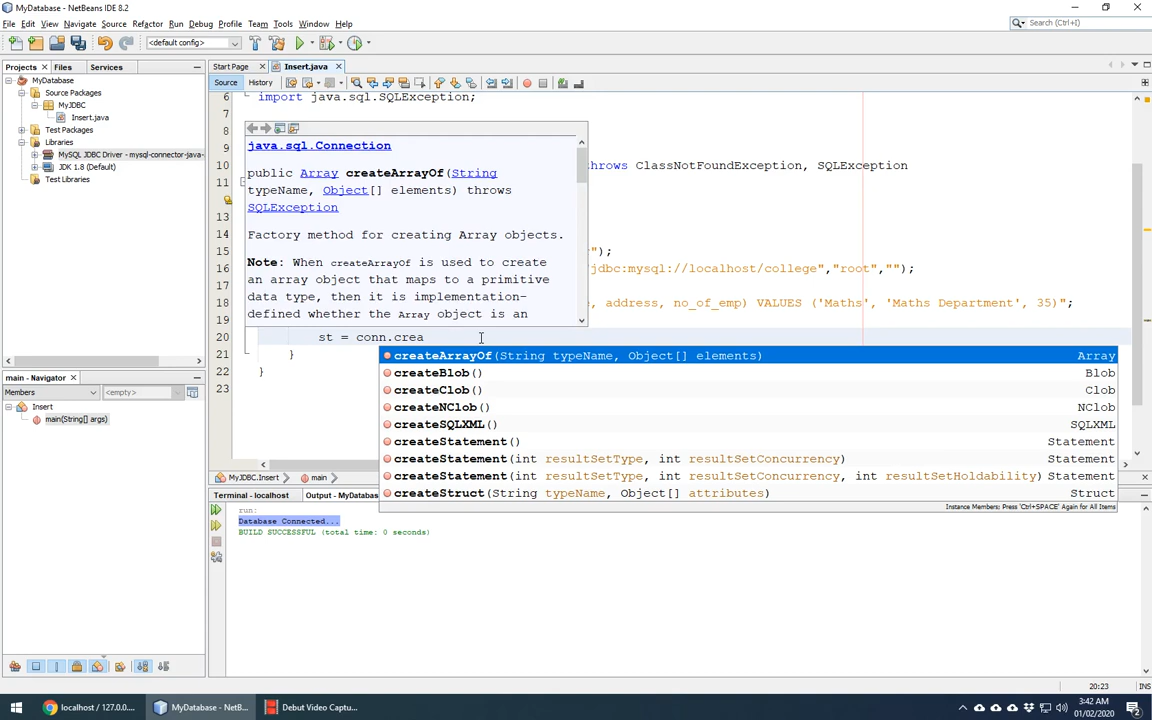 MyDatabase - NetBeans IDE 8.2
File Edit View Navigate Source Refactor Run Debug Profile Team Tools Window Help
Search (Ctrl+I)
<default config>
Projects Files Services
Start Page Insert.java
MyDatabase
Source Packages
MyJDBC
Insert.java
Test Packages
Libraries
MySQL JDBC Driver - mysql-connector-java-
JDK 1.8 (Default)
Test Libraries
Source History
6 import java.sql.SQLException;
7
8
java.sql.Connection
10 throws ClassNotFoundException, SQLException
public Array createArrayOf(String
11
typeName, Object[] elements) throws
SQLException
13
14
Factory method for creating Array objects.
15 ");
Note: When createArrayOf is used to create
16 jdbc:mysql://localhost/college","root","");
an array object that maps to a primitive
17
data type, then it is implementation-
18 , address, no_of_emp) VALUES ('Maths', 'Maths Department', 35)";
defined whether the Array object is an
19
20 st = conn.crea
21 }
22 }
23
createArrayOf(String typeName, Object[] elements) Array
createBlob() Blob
createClob() Clob
createNClob() NClob
createSQLXML() SQLXML
createStatement() Statement
createStatement(int resultSetType, int resultSetConcurrency) Statement
createStatement(int resultSetType, int resultSetConcurrency, int resultSetHoldability) Statement
createStruct(String typeName, Object[] attributes) Struct
Instance Members; Press 'Ctrl+SPACE' Again for All Items
main - Navigator
Members <empty>
Insert
main(String[] args)
MyJDBC.Insert main
Terminal - localhost Output - MyDatabas
run:
Database Connected...
BUILD SUCCESSFUL (total time: 0 seconds)
20:23 INS
localhost / 127.0.0.... MyDatabase - NetB... Debut Video Captu...
3:42 AM
01/02/2020
2